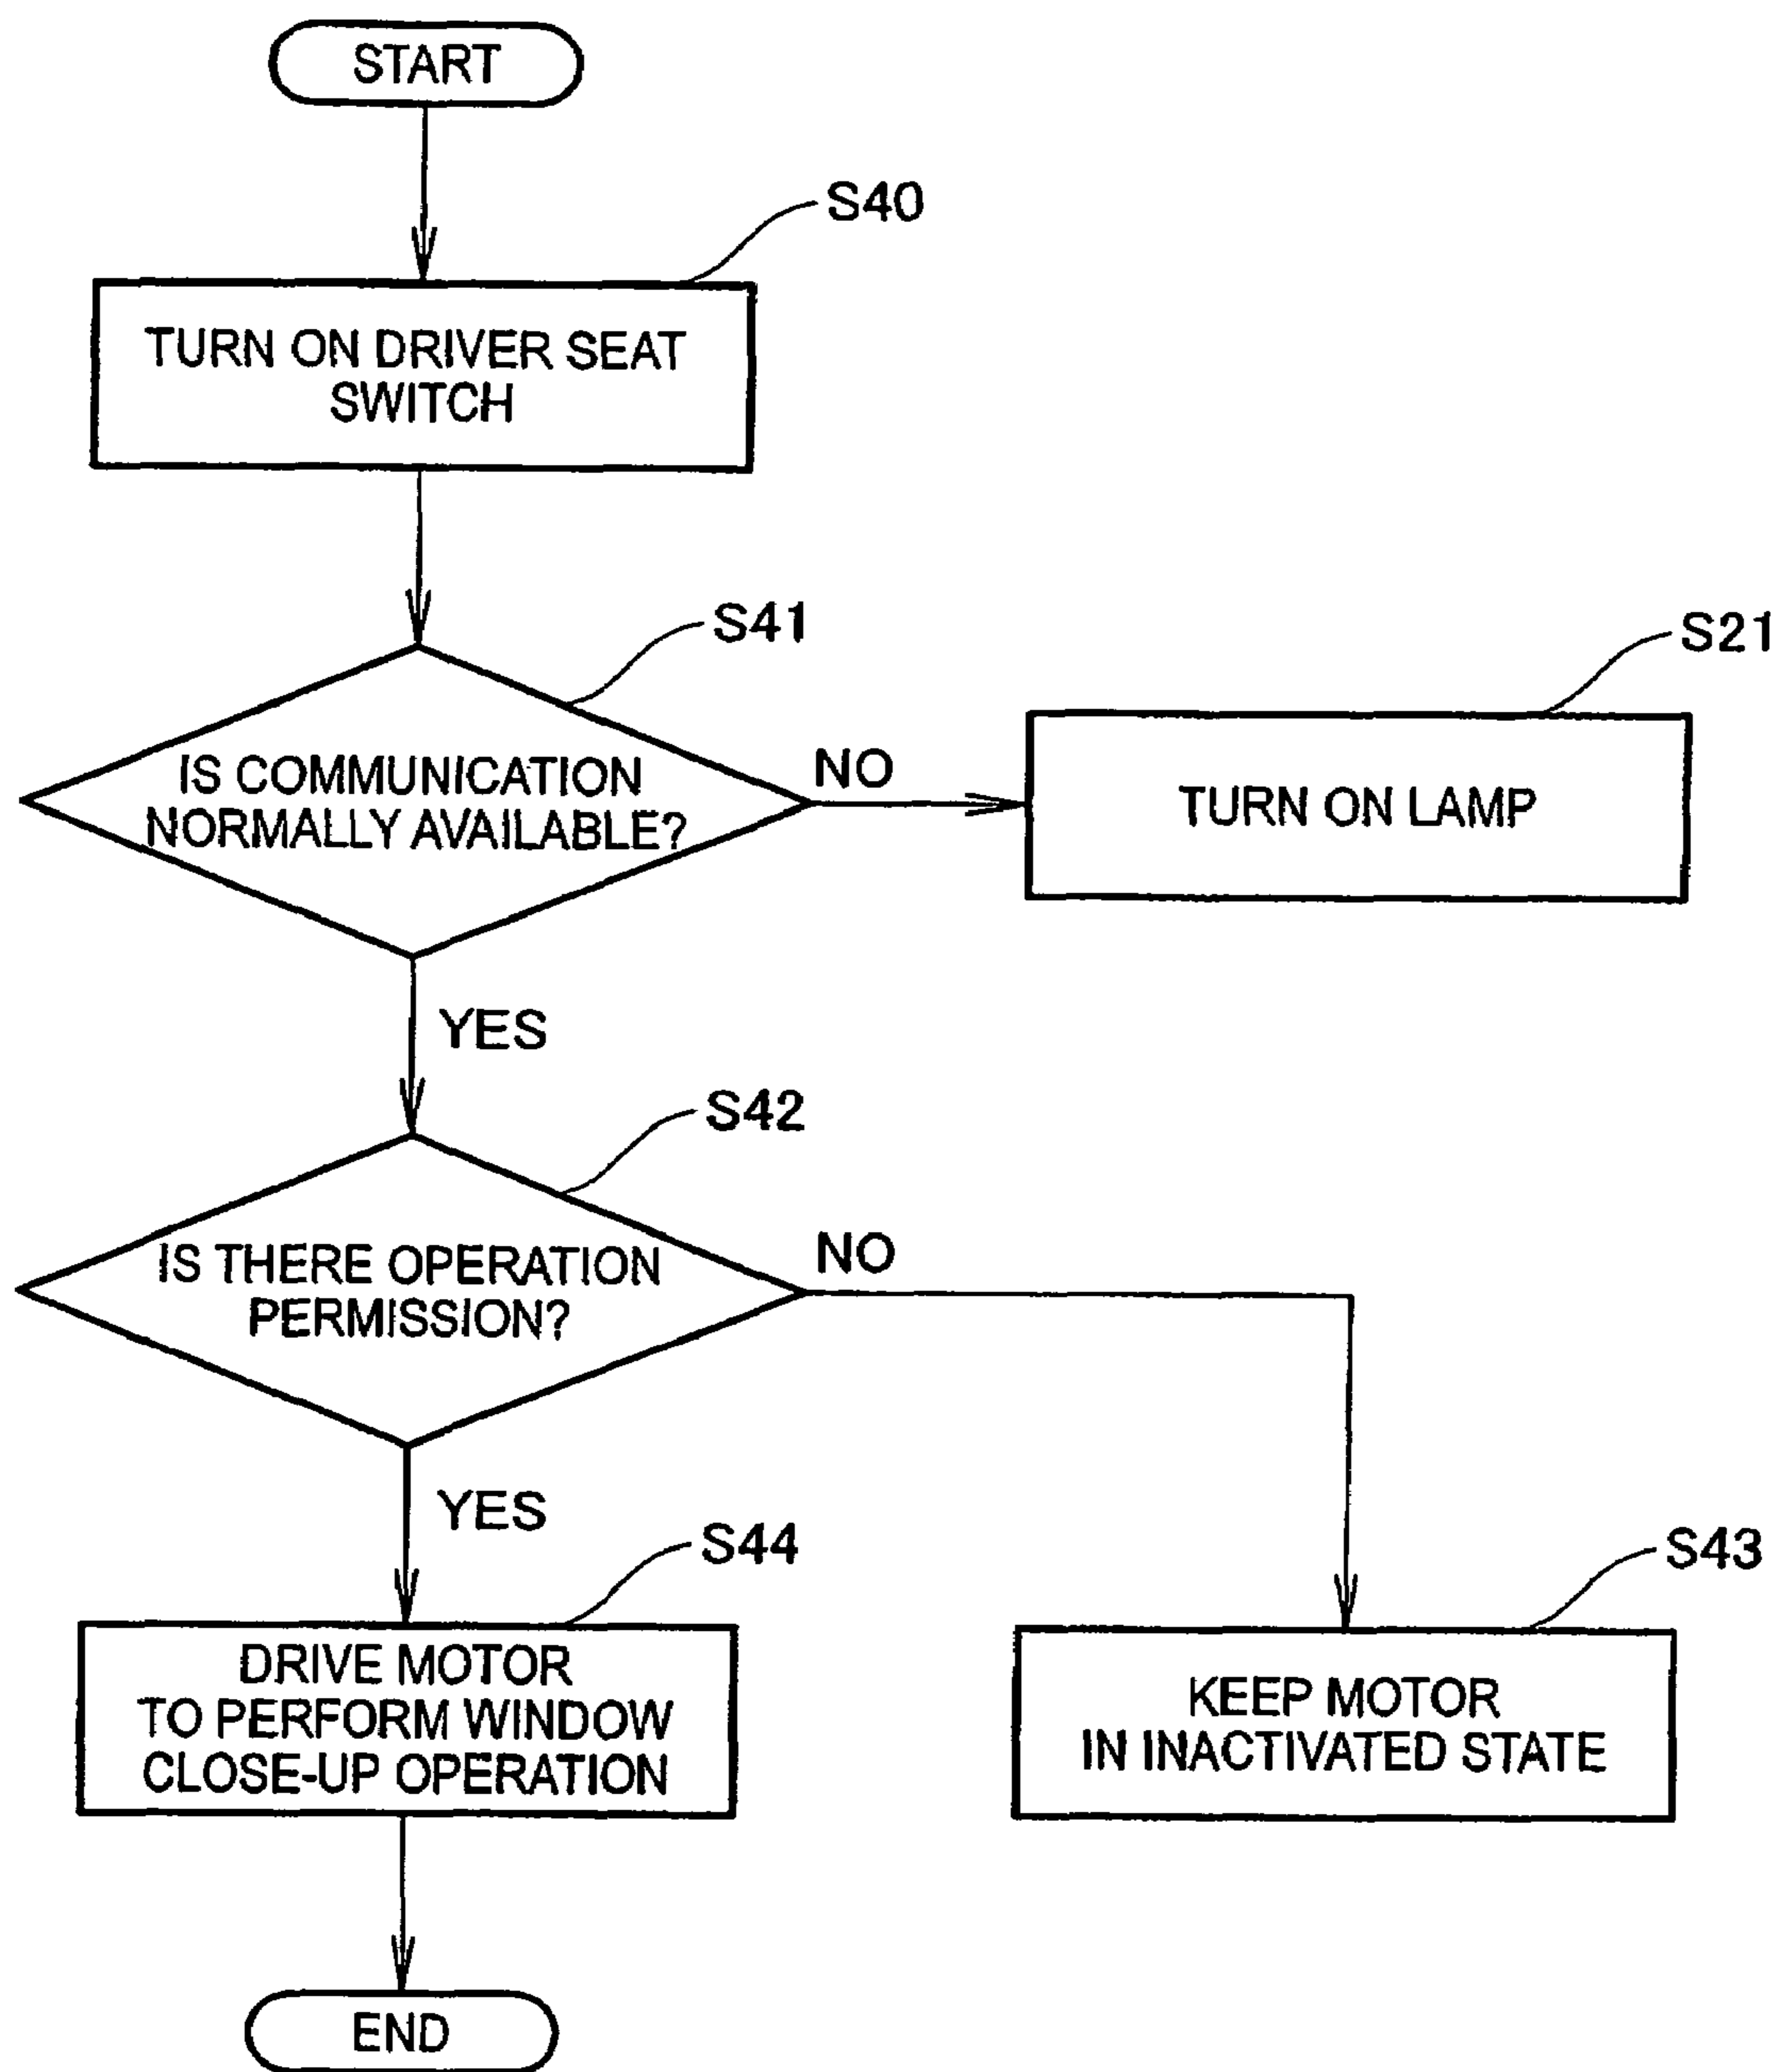 START
S40
TURN ON DRIVER SEAT
SWITCH
S41
IS COMMUNICATION
NORMALLY AVAILABLE?
NO
S21
TURN ON LAMP
YES
S42
IS THERE OPERATION
PERMISSION?
NO
YES
S44
DRIVE MOTOR
TO PERFORM WINDOW
CLOSE-UP OPERATION
S43
KEEP MOTOR
IN INACTIVATED STATE
END